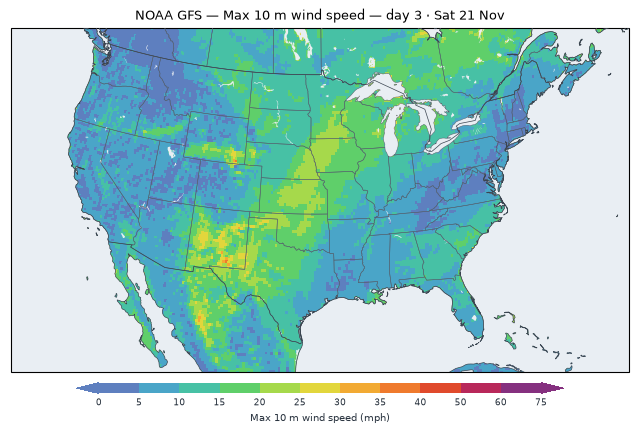 NOAA GFS — Max 10 m wind speed — day 3 · Sat 21 Nov
0 5 10 15 20 25 30 35 40 50 60 75
Max 10 m wind speed (mph)